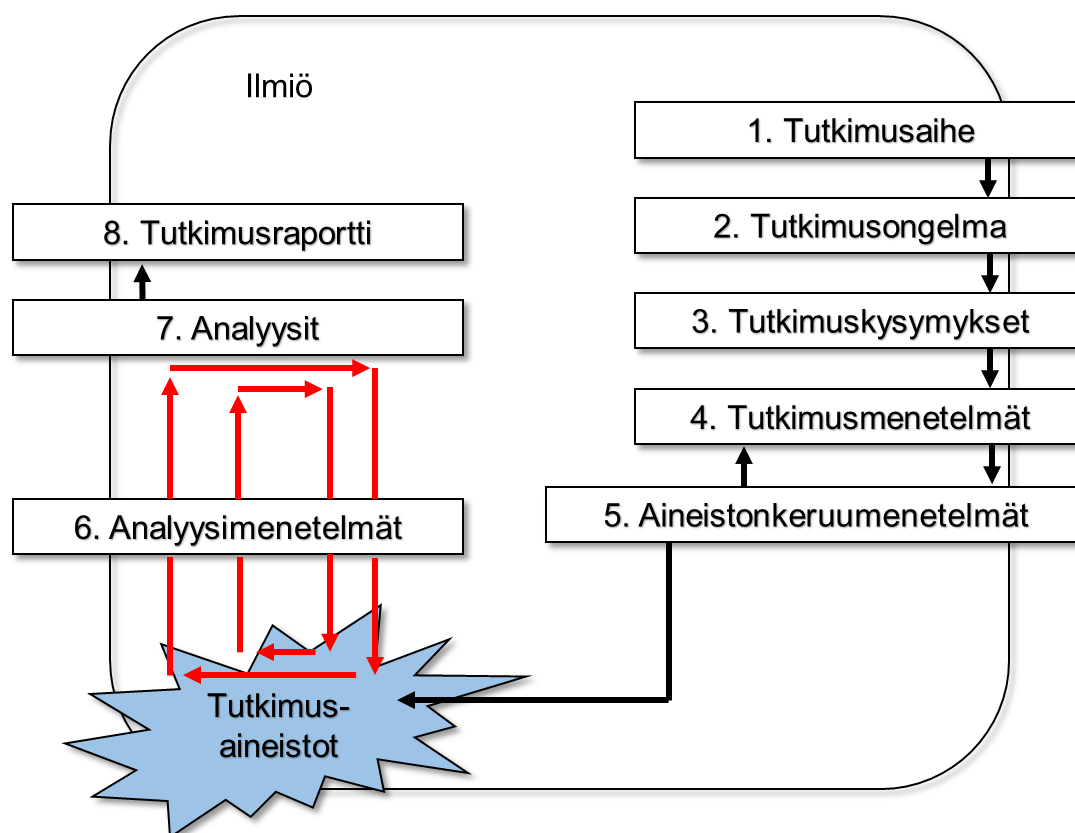 Ilmiö
1. Tutkimusaihe
2. Tutkimusongelma
3. Tutkimuskysymykset
4. Tutkimusmenetelmät
5. Aineistonkeruumenetelmät
8. Tutkimusraportti
7. Analyysit
6. Analyysimenetelmät
Tutkimus-
aineistot